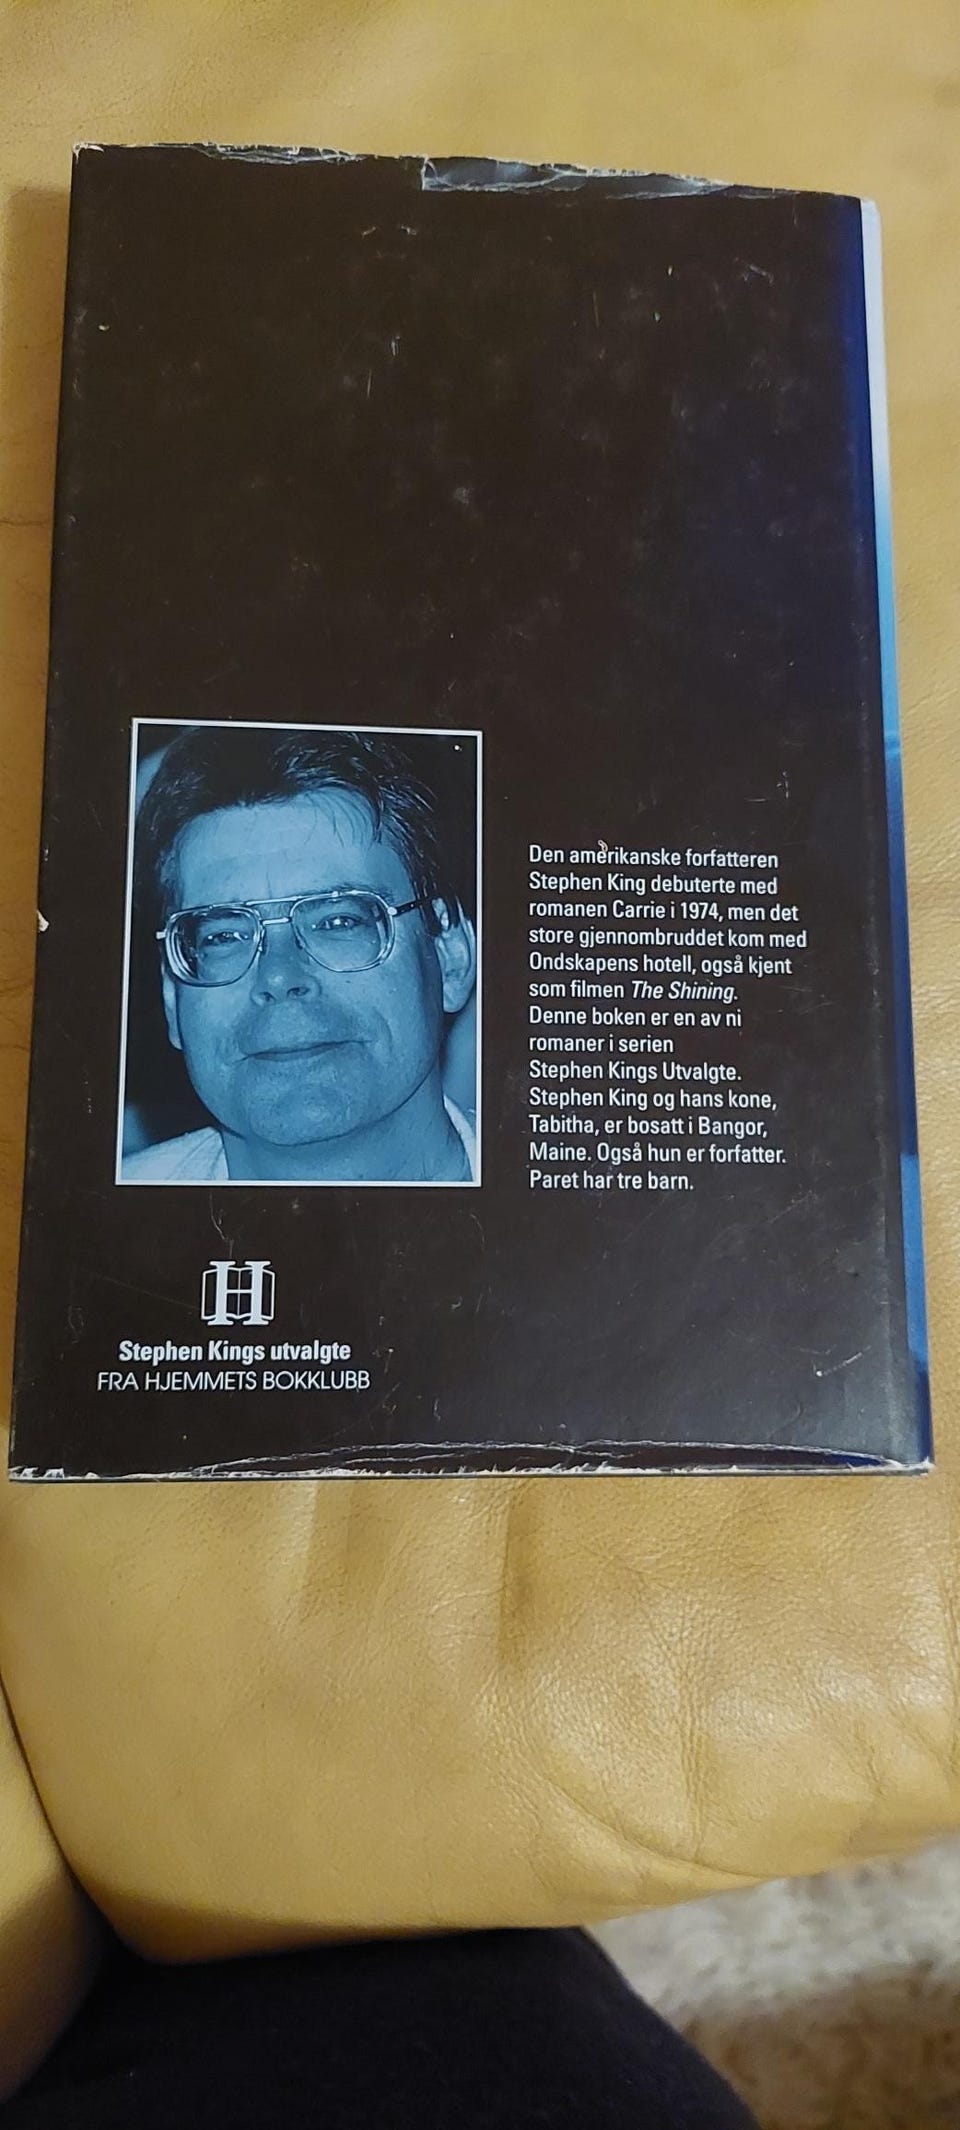 Den amerikanske forfatteren
Stephen King debuterte med
romanen Carrie i 1974, men det
store gjennombruddet kom med
Ondskapens hotell, også kjent
som filmen The Shining.
Denne boken er en av ni
romaner i serien
Stephen Kings Utvalgte.
Stephen King og hans kone,
Tabitha, er bosatt i Bangor,
Maine. Også hun er forfatter.
Paret har tre barn.
H
Stephen Kings utvalgte
FRA HJEMMETS BOKKLUBB